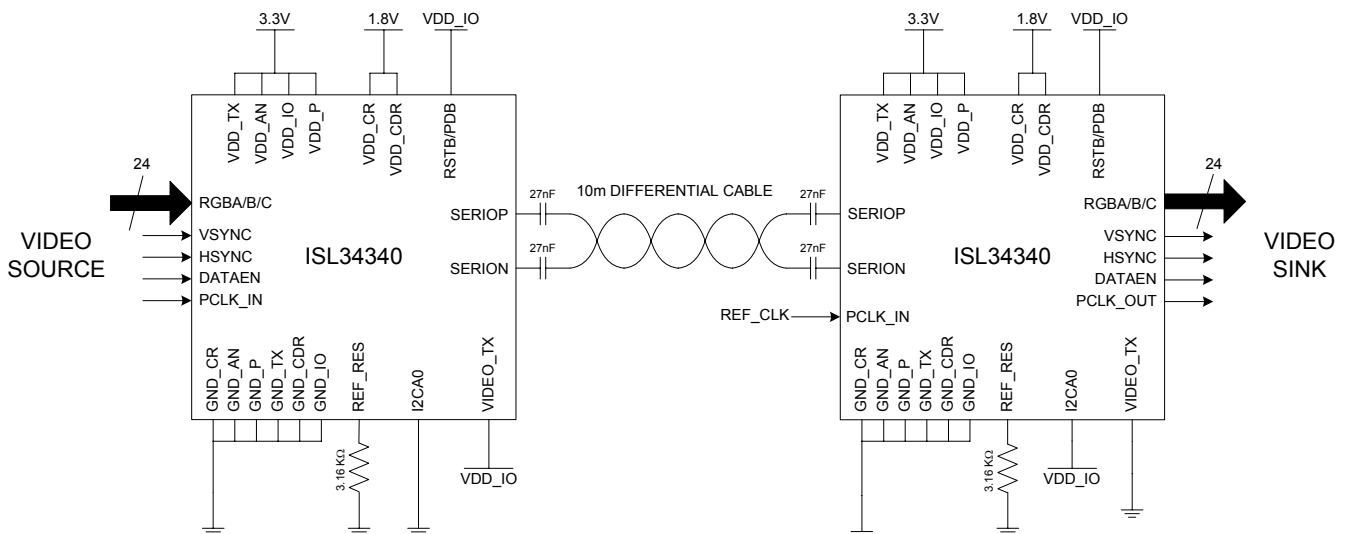 3.3V 1.8V VDD_IO 3.3V 1.8V VDD_IO
VDD_TX VDD_AN VDD_IO VDD_P VDD_CR VDD_CDR RSTB/PDB VDD_TX VDD_AN VDD_IO VDD_P VDD_CR VDD_CDR RSTB/PDB
24 24
27nF 10m DIFFERENTIAL CABLE 27nF
RGBA/B/C RGBA/B/C
SERIOP SERIOP
VSYNC VSYNC
VIDEO SOURCE
HSYNC ISL34340 27nF 27nF ISL34340 HSYNC
VIDEO SINK
SERION SERION
DATAEN DATAEN
PCLK_IN PCLK_OUT
REF_CLK PCLK_IN
GND_CR GND_AN GND_P GND_TX GND_CDR GND_IO REF_RES I2CA0 VIDEO_TX GND_CR GND_AN GND_P GND_TX GND_CDR GND_IO REF_RES I2CA0 VIDEO_TX
3.16 KΩ VDD_IO 3.16 KΩ VDD_IO